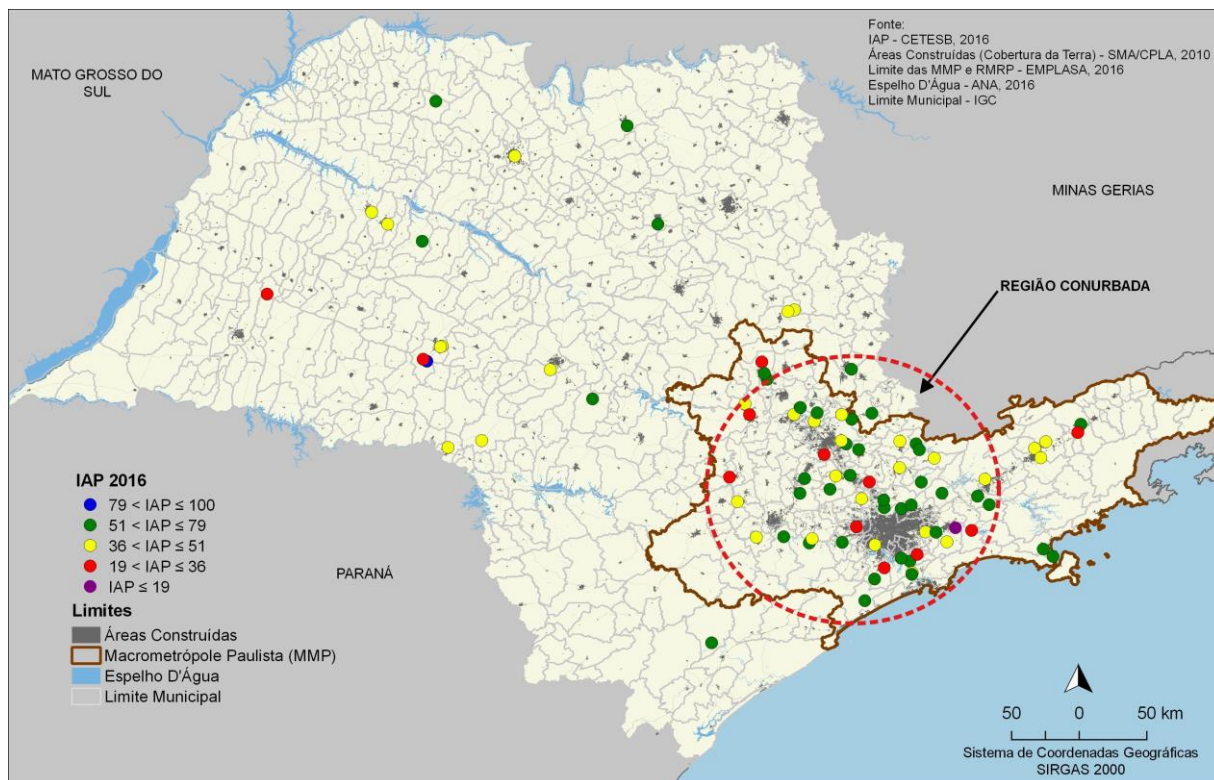 Fonte:
IAP - CETESB, 2016
Áreas Construídas (Cobertura da Terra) - SMA/CPLA, 2010
Limite das MMP e RMRP - EMPLASA, 2016
Espelho D'Água - ANA, 2016
Limite Municipal - IGC
MATO GROSSO DO
SUL
MINAS GERIAS
REGIÃO CONURBADA
IAP 2016
79 < IAP ≤ 100
51 < IAP ≤ 79
36 < IAP ≤ 51
19 < IAP ≤ 36
IAP ≤ 19
Limites
Áreas Construídas
Macrometrópole Paulista (MMP)
Espelho D'Água
Limite Municipal
PARANÁ
50 0 50 km
Sistema de Coordenadas Geográficas
SIRGAS 2000